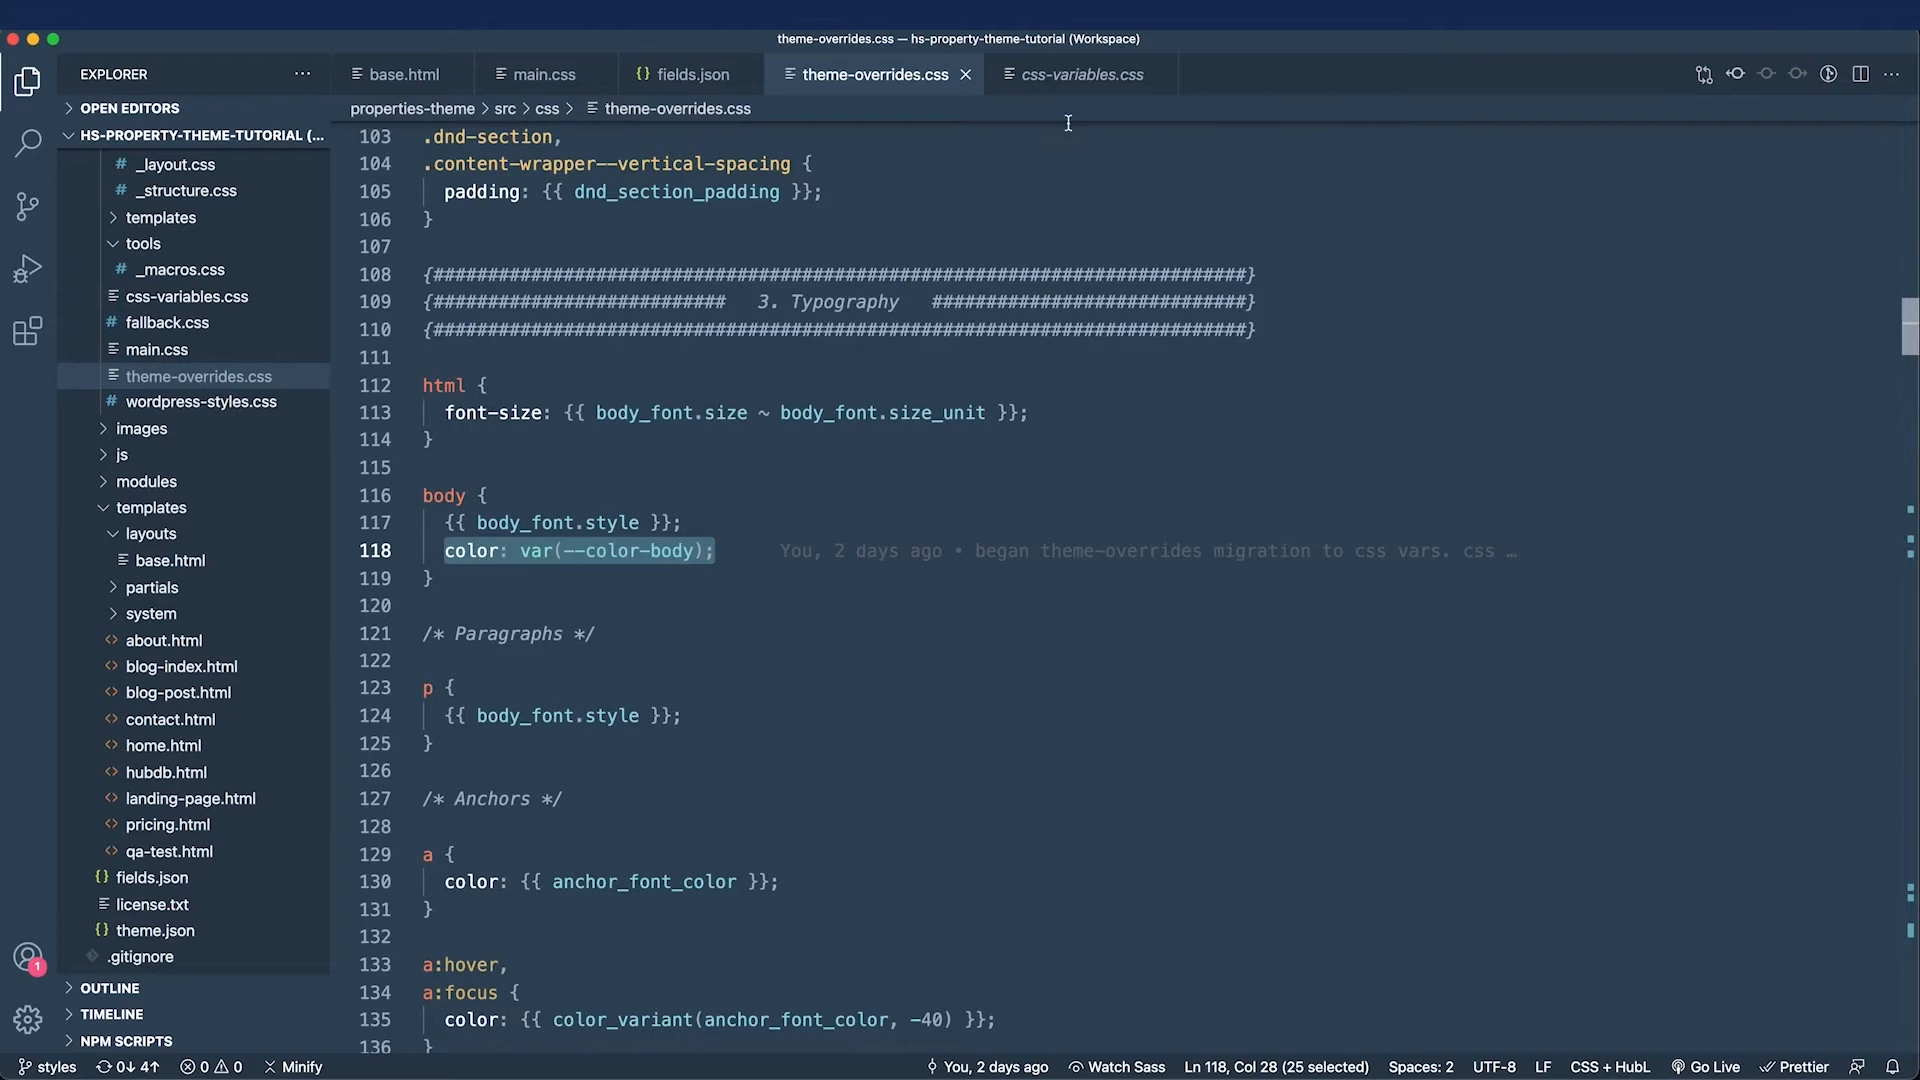 theme-overrides.css — hs-property-theme-tutorial (Workspace)
EXPLORER
base.html
main.css
{} fields.json
theme-overrides.css
css-variables.css
OPEN EDITORS
HS-PROPERTY-THEME-TUTORIAL (...
# _layout.css
# _structure.css
templates
tools
# _macros.css
css-variables.css
# fallback.css
main.css
theme-overrides.css
# wordpress-styles.css
images
js
modules
templates
layouts
base.html
partials
system
<> about.html
<> blog-index.html
<> blog-post.html
<> contact.html
<> home.html
<> hubdb.html
<> landing-page.html
<> pricing.html
<> qa-test.html
{} fields.json
license.txt
{} theme.json
.gitignore
OUTLINE
TIMELINE
NPM SCRIPTS
1
properties-theme > src > css > theme-overrides.css
103 .dnd-section,
104 .content-wrapper--vertical-spacing {
105 padding: {{ dnd_section_padding }};
106 }
107
108 {###########################################################################}
109 {########################### 3. Typography #############################}
110 {###########################################################################}
111
112 html {
113 font-size: {{ body_font.size ~ body_font.size_unit }};
114 }
115
116 body {
117 {{ body_font.style }};
118 color: var(--color-body); You, 2 days ago • began theme-overrides migration to css vars. css …
119 }
120
121 /* Paragraphs */
122
123 p {
124 {{ body_font.style }};
125 }
126
127 /* Anchors */
128
129 a {
130 color: {{ anchor_font_color }};
131 }
132
133 a:hover,
134 a:focus {
135 color: {{ color_variant(anchor_font_color, -40) }};
136 }
styles 0↓ 4↑ 0 0 Minify You, 2 days ago Watch Sass Ln 118, Col 28 (25 selected) Spaces: 2 UTF-8 LF CSS + HubL Go Live Prettier